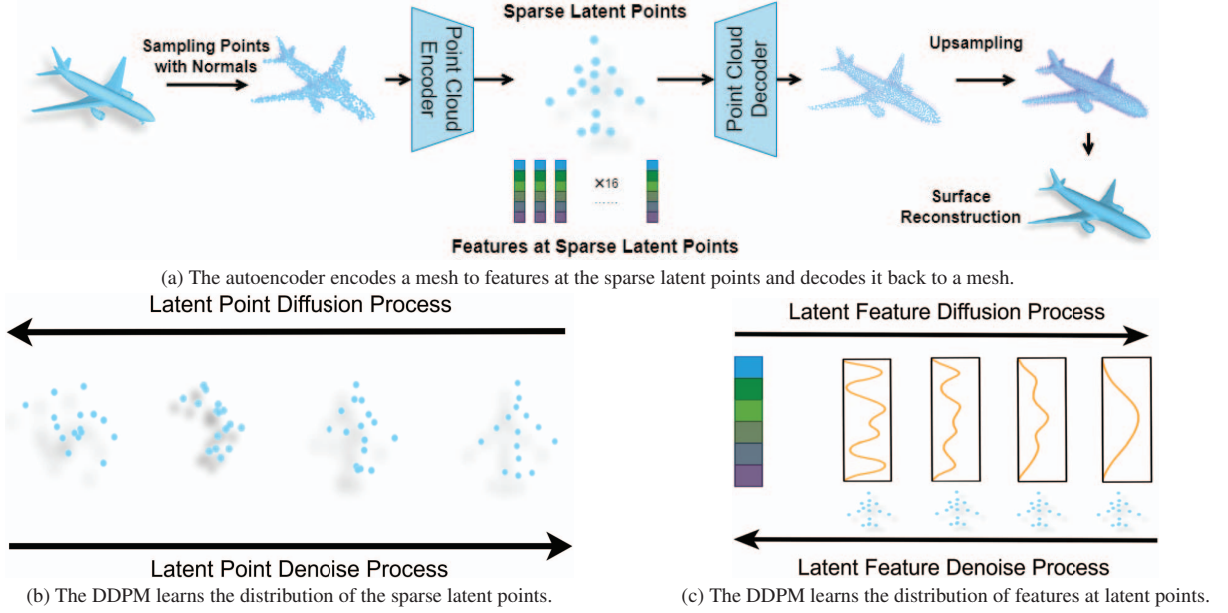 Sparse Latent Points
Sampling Points
with Normals
Point Cloud
Encoder
Point Cloud
Decoder
Upsampling
×16
......
Surface
Reconstruction
Features at Sparse Latent Points
(a) The autoencoder encodes a mesh to features at the sparse latent points and decodes it back to a mesh.
Latent Point Diffusion Process
Latent Point Denoise Process
(b) The DDPM learns the distribution of the sparse latent points.
Latent Feature Diffusion Process
Latent Feature Denoise Process
(c) The DDPM learns the distribution of features at latent points.